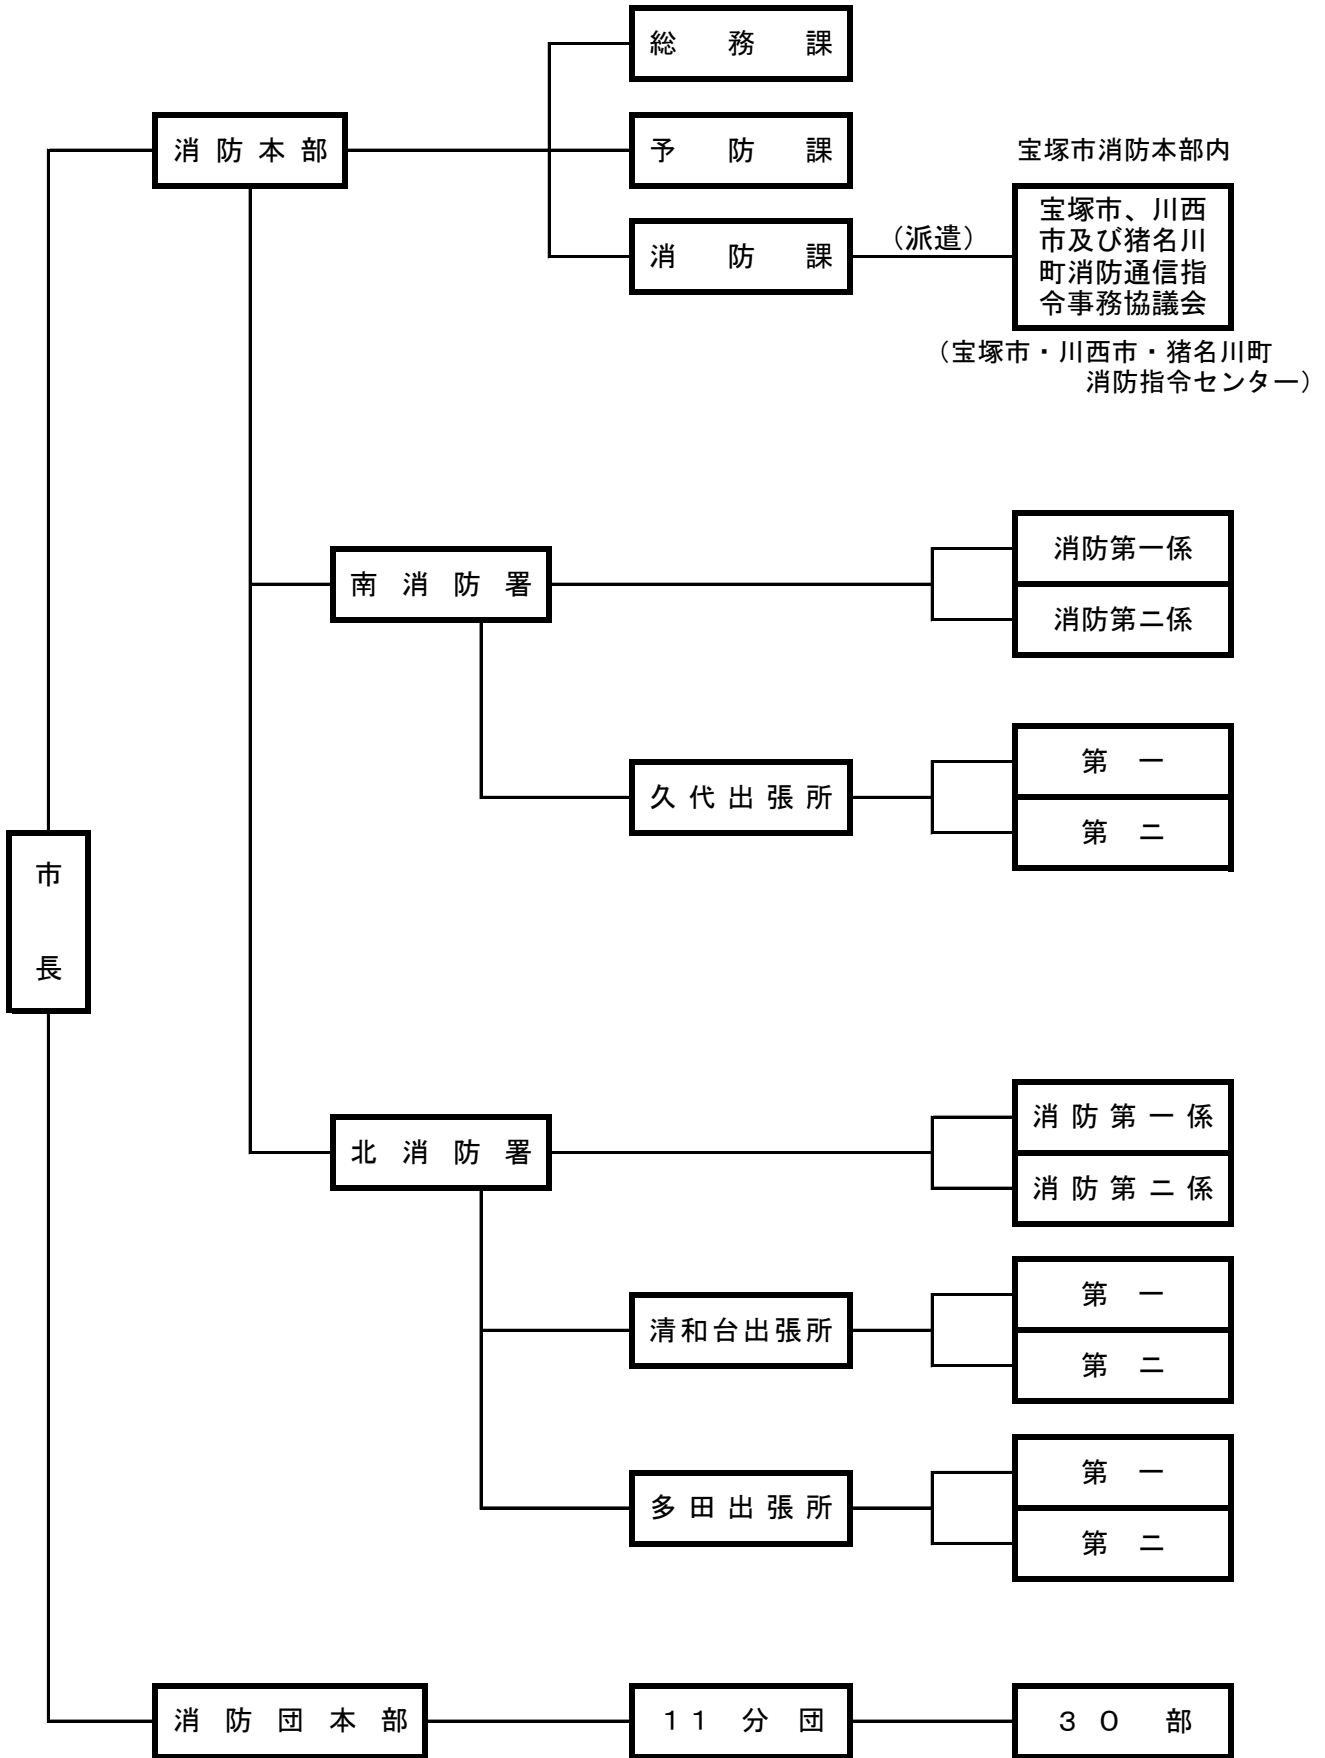 総務課
消防本部
予防課
宝塚市消防本部内
消防課
（派遣）
宝塚市、川西
市及び猪名川
町消防通信指
令事務協議会
（宝塚市・川西市・猪名川町
消防指令センター）
南消防署
消防第一係
消防第二係
久代出張所
第一
第二
市
長
北消防署
消防第一係
消防第二係
清和台出張所
第一
第二
多田出張所
第一
第二
消防団本部
１１分団
３０部